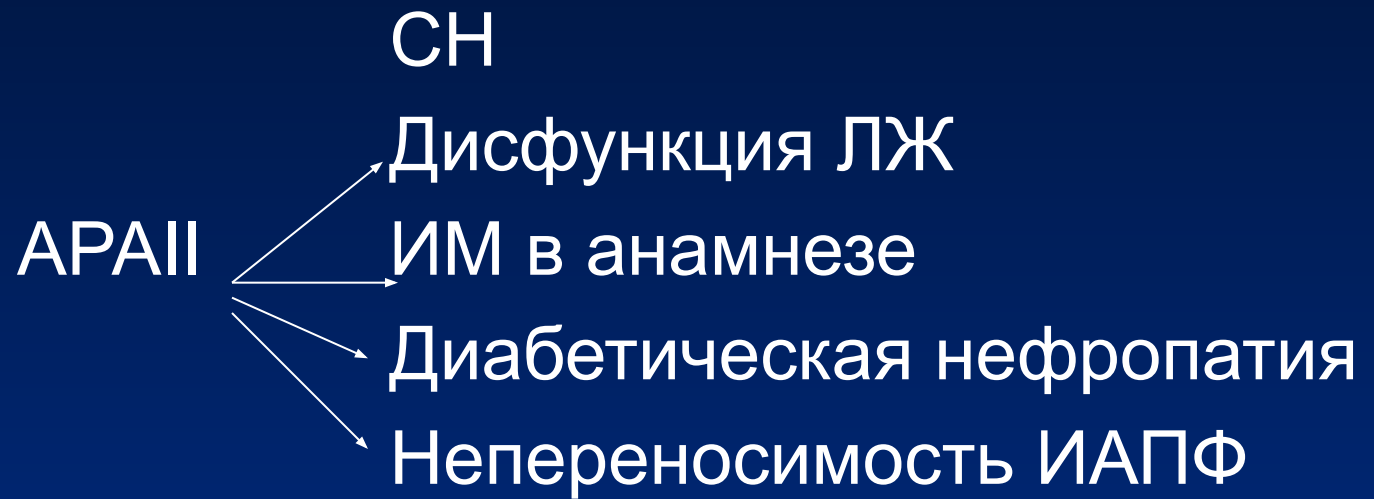 СН
Дисфункция ЛЖ
АРАII
ИМ в анамнезе
Диабетическая нефропатия
Непереносимость ИАПФ